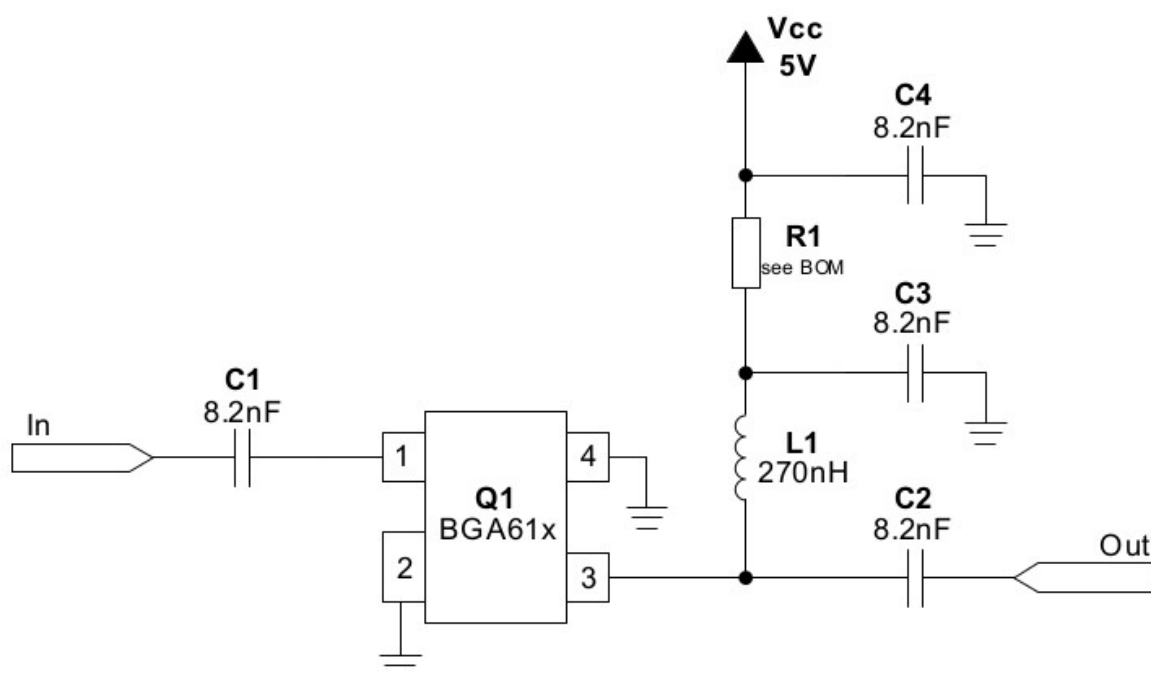 Vcc
5V
C4
8.2nF
R1
see BOM
C3
8.2nF
C1
8.2nF
In
1
4
L1
270nH
Q1
BGA61x
C2
8.2nF
Out
2
3